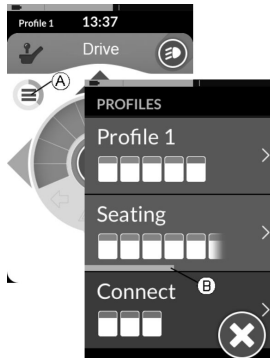 Profile 1 13:37
Drive
A
PROFILES
Profile 1
Seating
B
Connect